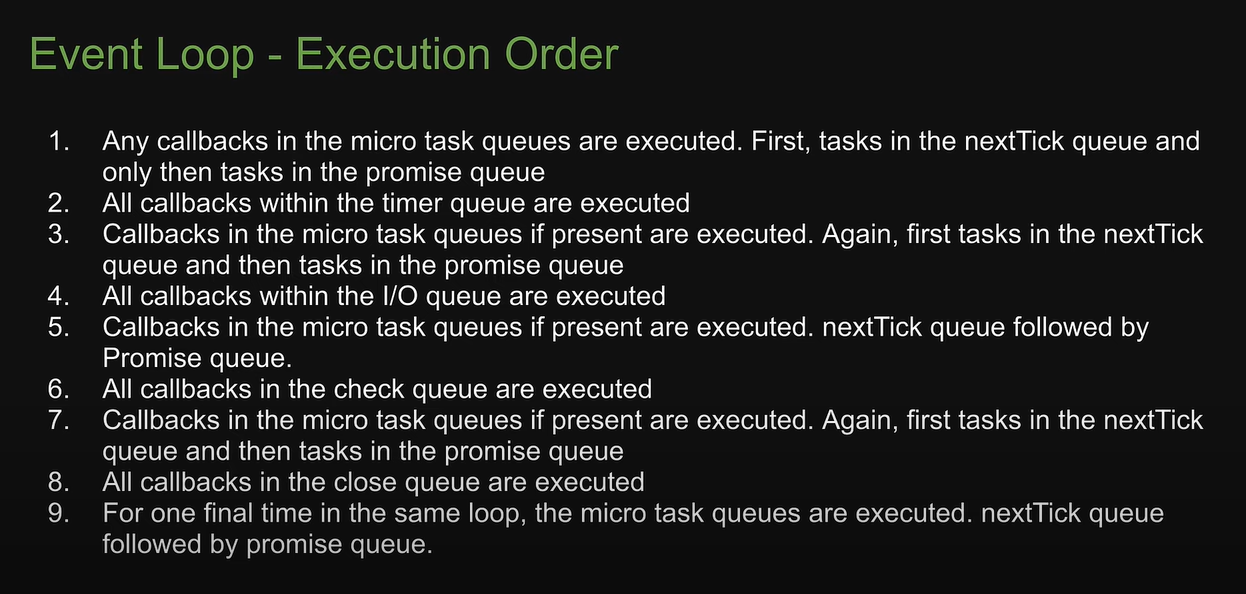 Event Loop - Execution Order
1. Any callbacks in the micro task queues are executed. First, tasks in the nextTick queue and
only then tasks in the promise queue
2. All callbacks within the timer queue are executed
3. Callbacks in the micro task queues if present are executed. Again, first tasks in the nextTick
queue and then tasks in the promise queue
4. All callbacks within the I/O queue are executed
5. Callbacks in the micro task queues if present are executed. nextTick queue followed by
Promise queue.
6. All callbacks in the check queue are executed
7. Callbacks in the micro task queues if present are executed. Again, first tasks in the nextTick
queue and then tasks in the promise queue
8. All callbacks in the close queue are executed
9. For one final time in the same loop, the micro task queues are executed. nextTick queue
followed by promise queue.